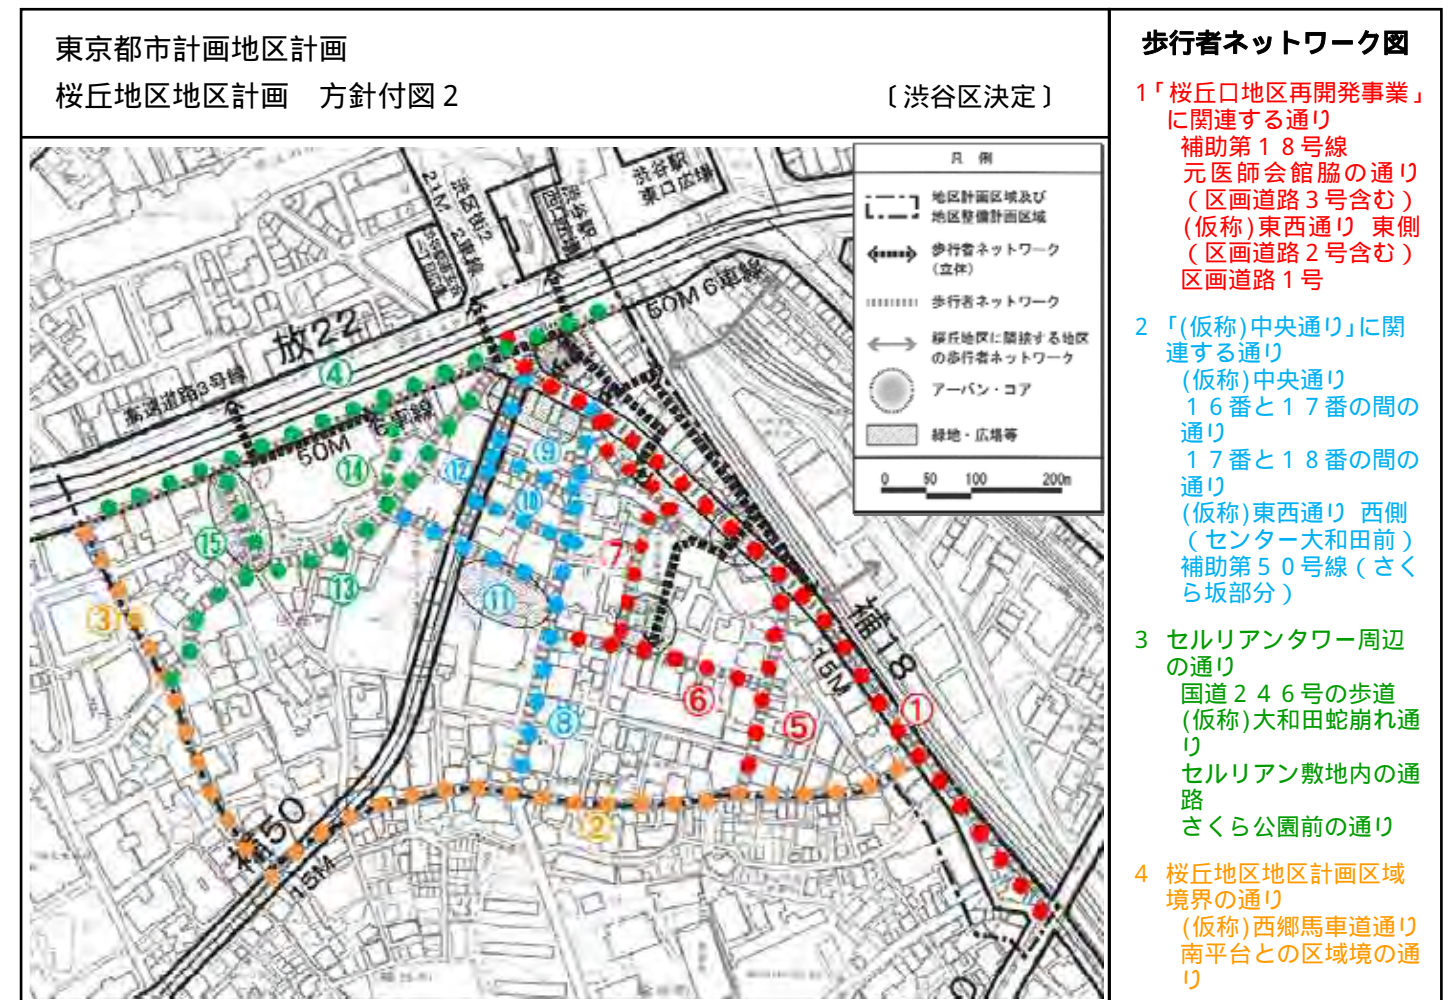 東京都市計画地区計画
桜丘地区地区計画　方針付図２
〔渋谷区決定〕
歩行者ネットワーク図
1「桜丘口地区再開発事業」
に関連する通り
補助第１８号線
元医師会館脇の通り
（区画道路３号含む）
(仮称)東西通り 東側
（区画道路２号含む）
区画道路１号
2 「(仮称)中央通り」に関
連する通り
(仮称)中央通り
１６番と１７番の間の
通り
１７番と１８番の間の
通り
(仮称)東西通り 西側
（センター大和田前）
補助第５０号線（さく
ら坂部分）
3 セルリアンタワー周辺
の通り
国道２４６号の歩道
(仮称)大和田蛇崩れ通
り
セルリアン敷地内の通
路
さくら公園前の通り
4 桜丘地区地区計画区域
境界の通り
(仮称)西郷馬車道通り
南平台との区域境の通
り
凡 例
地区計画区域及び
地区整備計画区域
歩行者ネットワーク
(立体)
歩行者ネットワーク
桜丘地区に隣接する地区
の歩行者ネットワーク
アーバン・コア
緑地・広場等
0 50 100 200m
渋谷駅
東口広場
渋区街2
21M 2車線
放22
高速道路3号線
50M 6車線
50M 6車線
④
⑭
⑮
⑬
③
⑫
⑨
⑩
⑪
⑦
⑥
⑤
⑧
②
①
補18
15M
補50
15M